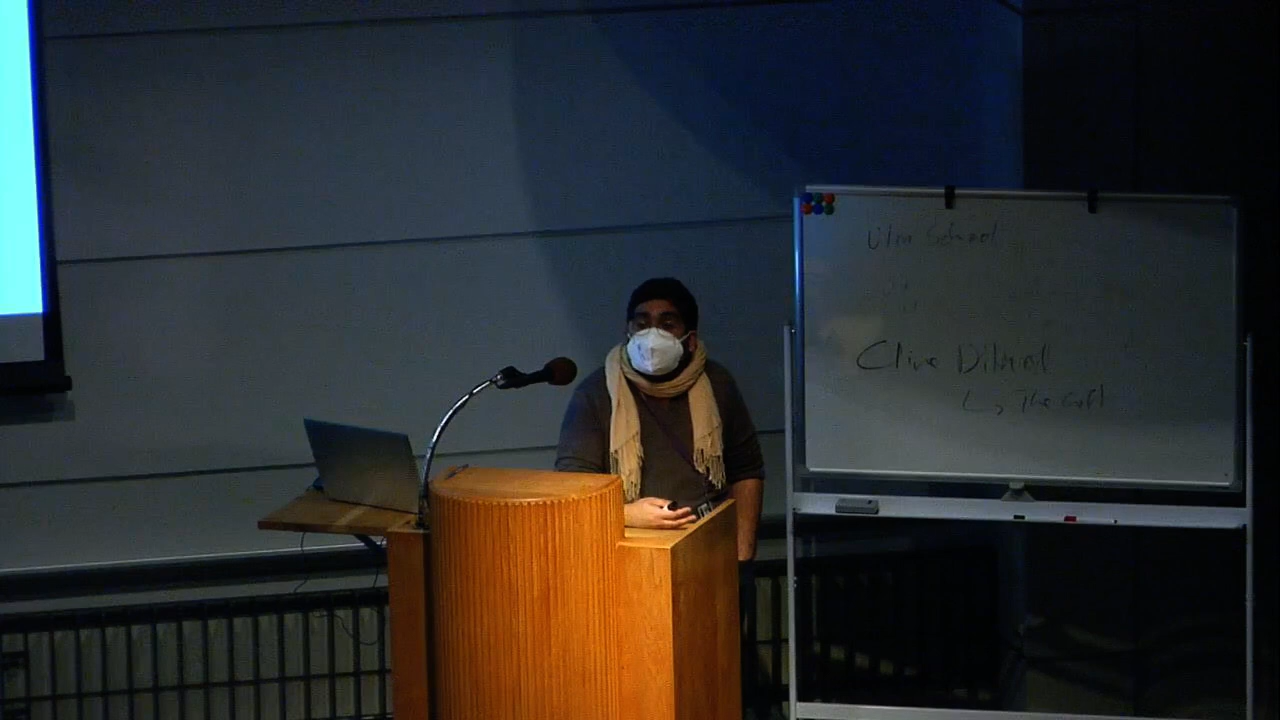 Ulm School
Clive Dilnot
↳ The Gift